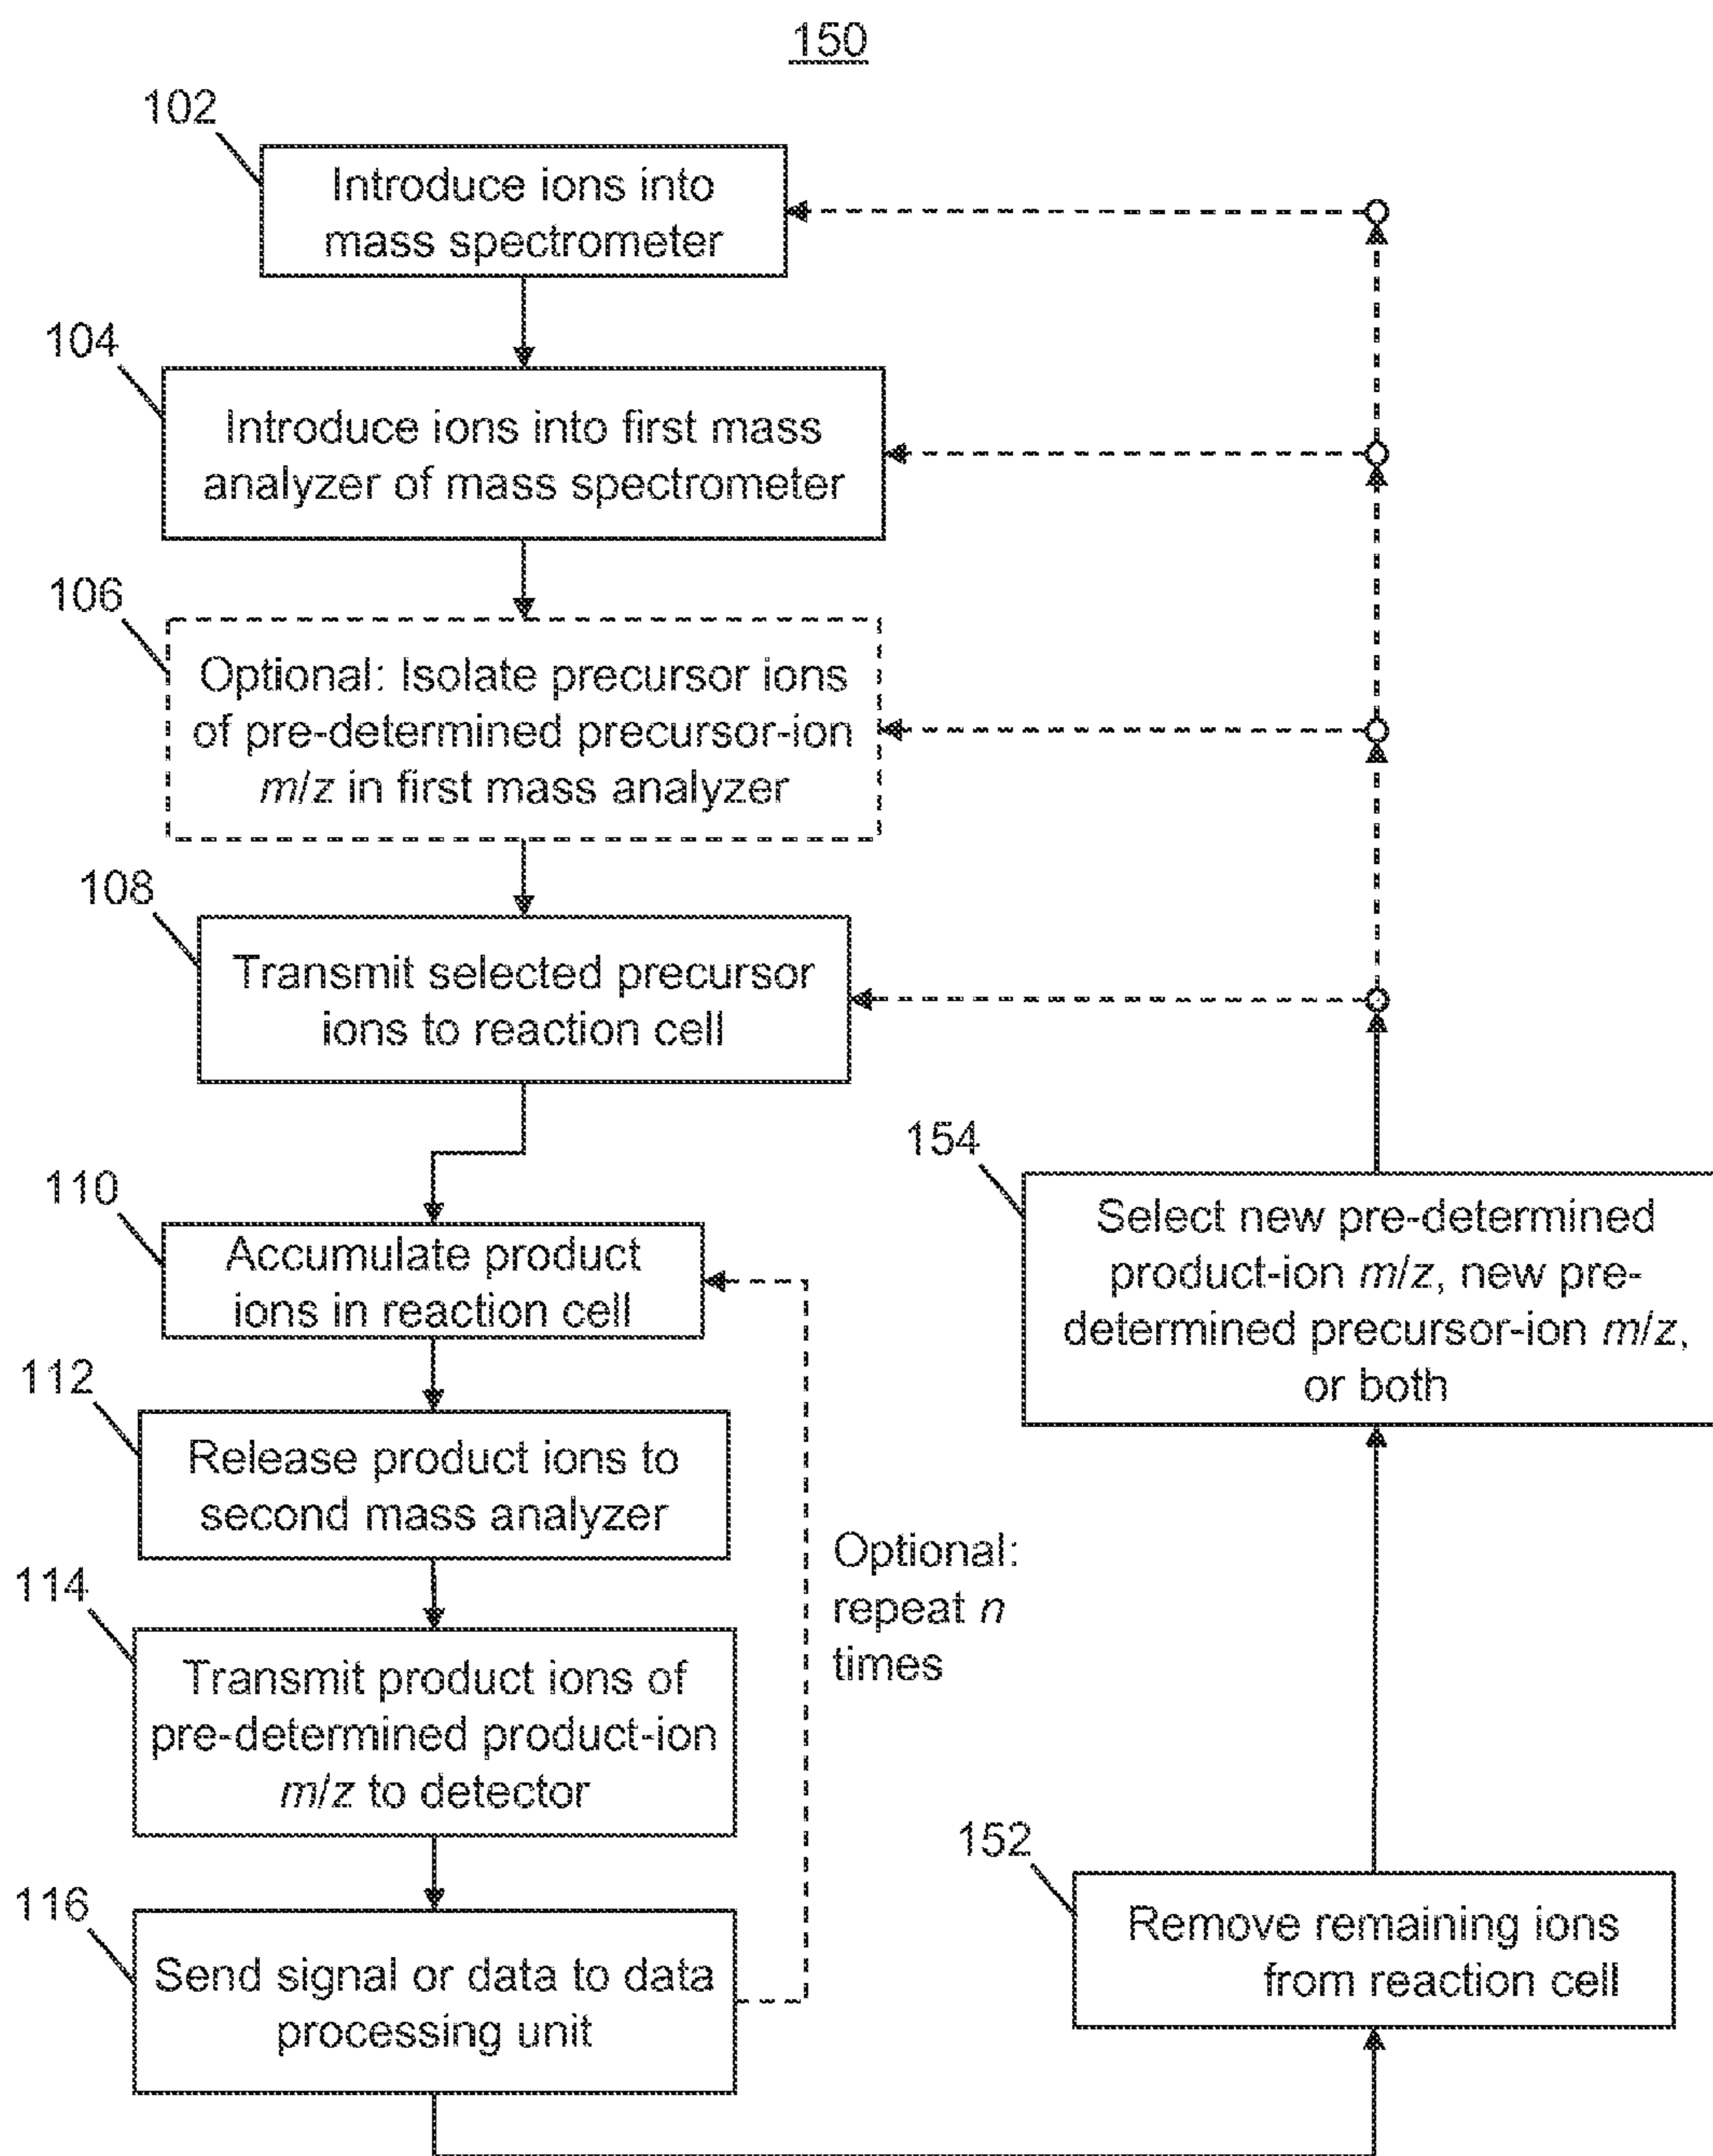 150
102
Introduce ions into
mass spectrometer
104
Introduce ions into first mass
analyzer of mass spectrometer
106
Optional: Isolate precursor ions
of pre-determined precursor-ion
m/z in first mass analyzer
108
Transmit selected precursor
ions to reaction cell
110
Accumulate product
ions in reaction cell
112
Release product ions to
second mass analyzer
114
Transmit product ions of
pre-determined product-ion
m/z to detector
116
Send signal or data to data
processing unit
Optional:
repeat n
times
154
Select new pre-determined
product-ion m/z, new pre-
determined precursor-ion m/z,
or both
152
Remove remaining ions
from reaction cell